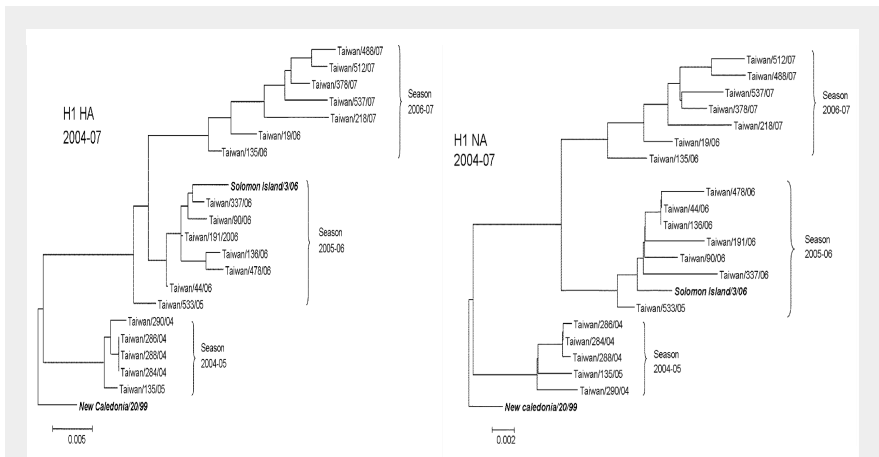 H1 HA
2004-07
Taiwan/488/07
Taiwan/512/07
Taiwan/378/07
Taiwan/537/07
Taiwan/218/07
Taiwan/19/06
Taiwan/135/06
Season
2006-07
Solomon Island/3/06
Taiwan/337/06
Taiwan/90/06
Taiwan/191/2006
Taiwan/136/06
Taiwan/478/06
Taiwan/44/06
Taiwan/533/05
Season
2005-06
Taiwan/290/04
Taiwan/286/04
Taiwan/288/04
Taiwan/284/04
Taiwan/135/05
Season
2004-05
New Caledonia/20/99
0.005
H1 NA
2004-07
Taiwan/512/07
Taiwan/488/07
Taiwan/537/07
Taiwan/378/07
Taiwan/218/07
Taiwan/19/06
Taiwan/135/06
Season
2006-07
Taiwan/478/06
Taiwan/44/06
Taiwan/136/06
Taiwan/191/06
Taiwan/90/06
Taiwan/337/06
Solomon Island/3/06
Taiwan/533/05
Season
2005-06
Taiwan/286/04
Taiwan/284/04
Taiwan/288/04
Taiwan/135/05
Taiwan/290/04
Season
2004-05
New caledonia/20/99
0.002